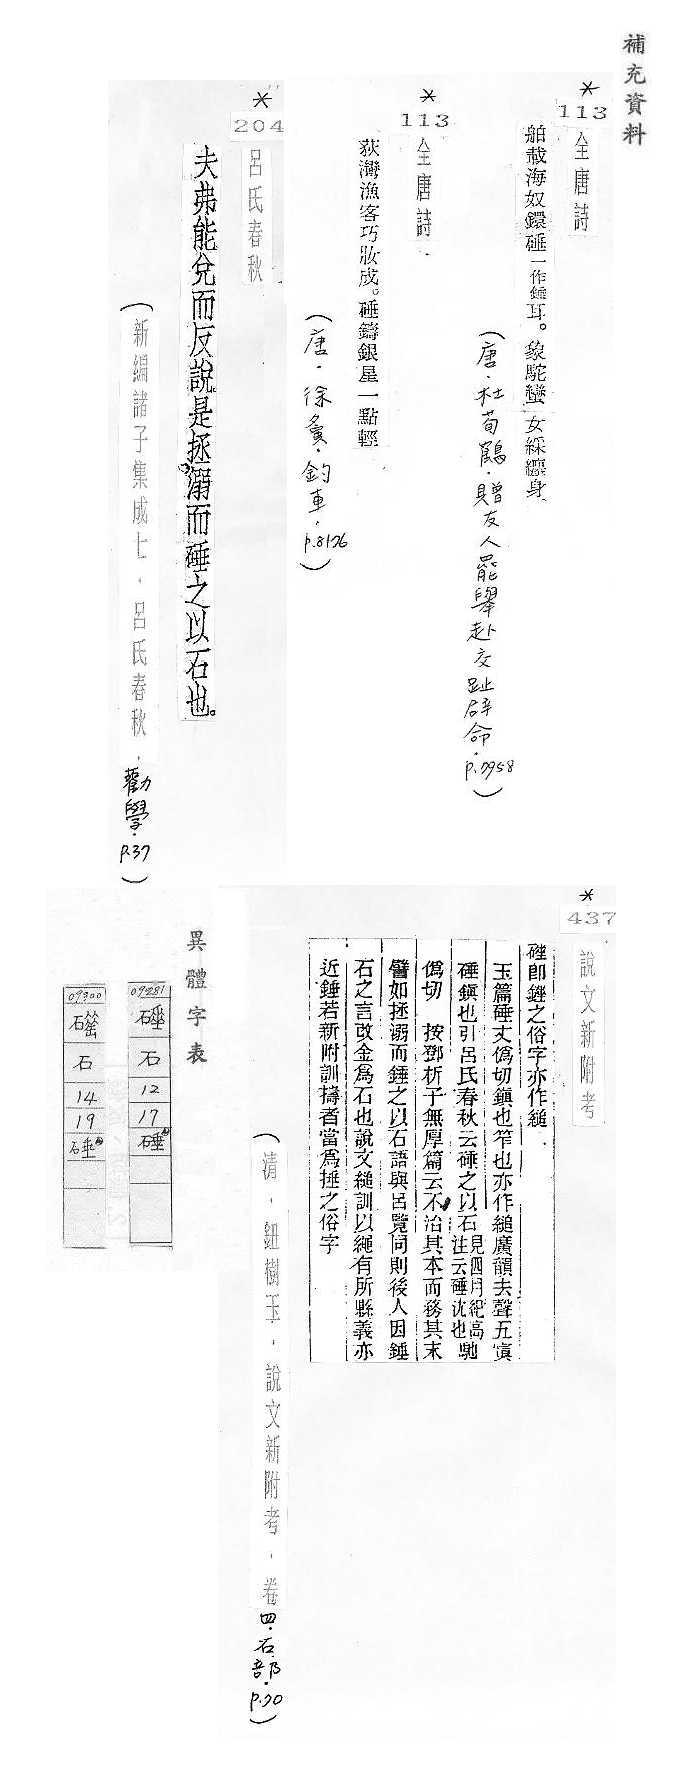 補充資料
*
113
全唐詩
舶載海奴鐶硾一作錘耳。象駝蠻女綵纏身
(唐.杜荀鶴.贈友人罷舉赴交趾辟命.p.7958)
*
113
全唐詩
荻灣漁客巧妝成。硾鑄銀星一點輕
(唐.徐夤.釣車.p.8176)
*
204
呂氏春秋
夫弗能兌而反說。是拯溺而硾之以石也。
(新編諸子集成七.呂氏春秋.勸學.p.37)
*
437
說文新附考
硾卽錘之俗字亦作縋
玉篇硾丈僞切鎭也笮也亦作縋廣韻去聲五寘
硾鎭也引呂氏春秋云硾之以石見四月紀高注云硾沈也馳
僞切　按鄧析子無厚篇云不治其本而務其末
譬如拯溺而錘之以石語與呂覽同則後人因錘
石之言改金爲石也說文縋訓以繩有所縣義亦
近錘若新附訓擣者當爲捶之俗字
(清.鈕樹玉.說文新附考.卷四.石部.p.90)
異體字表
09281
石
12
17
硾
09300
石
14
19
硾